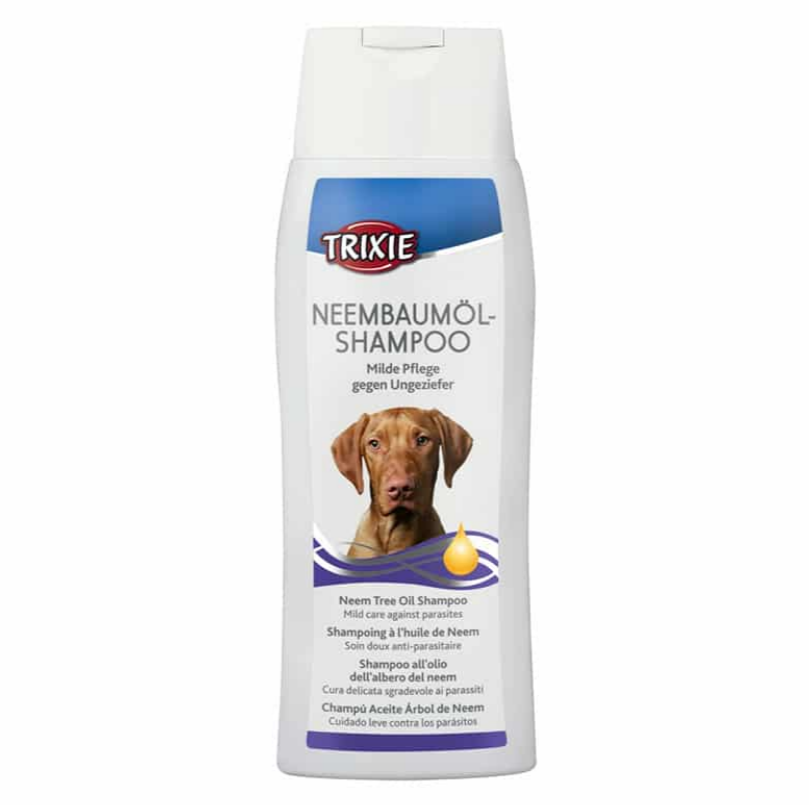 TRIXIE
NEEMBAUMÖL-
SHAMPOO
Milde Pflege
gegen Ungeziefer
Neem Tree Oil Shampoo
Mild care against parasites
Shampoing à l'huile de Neem
Soin doux anti-parasitaire
Shampoo all'olio
dell'albero del neem
Cura delicata sgradevole ai parassiti
Champú Aceite Árbol de Neem
Cuidado leve contra los parásitos